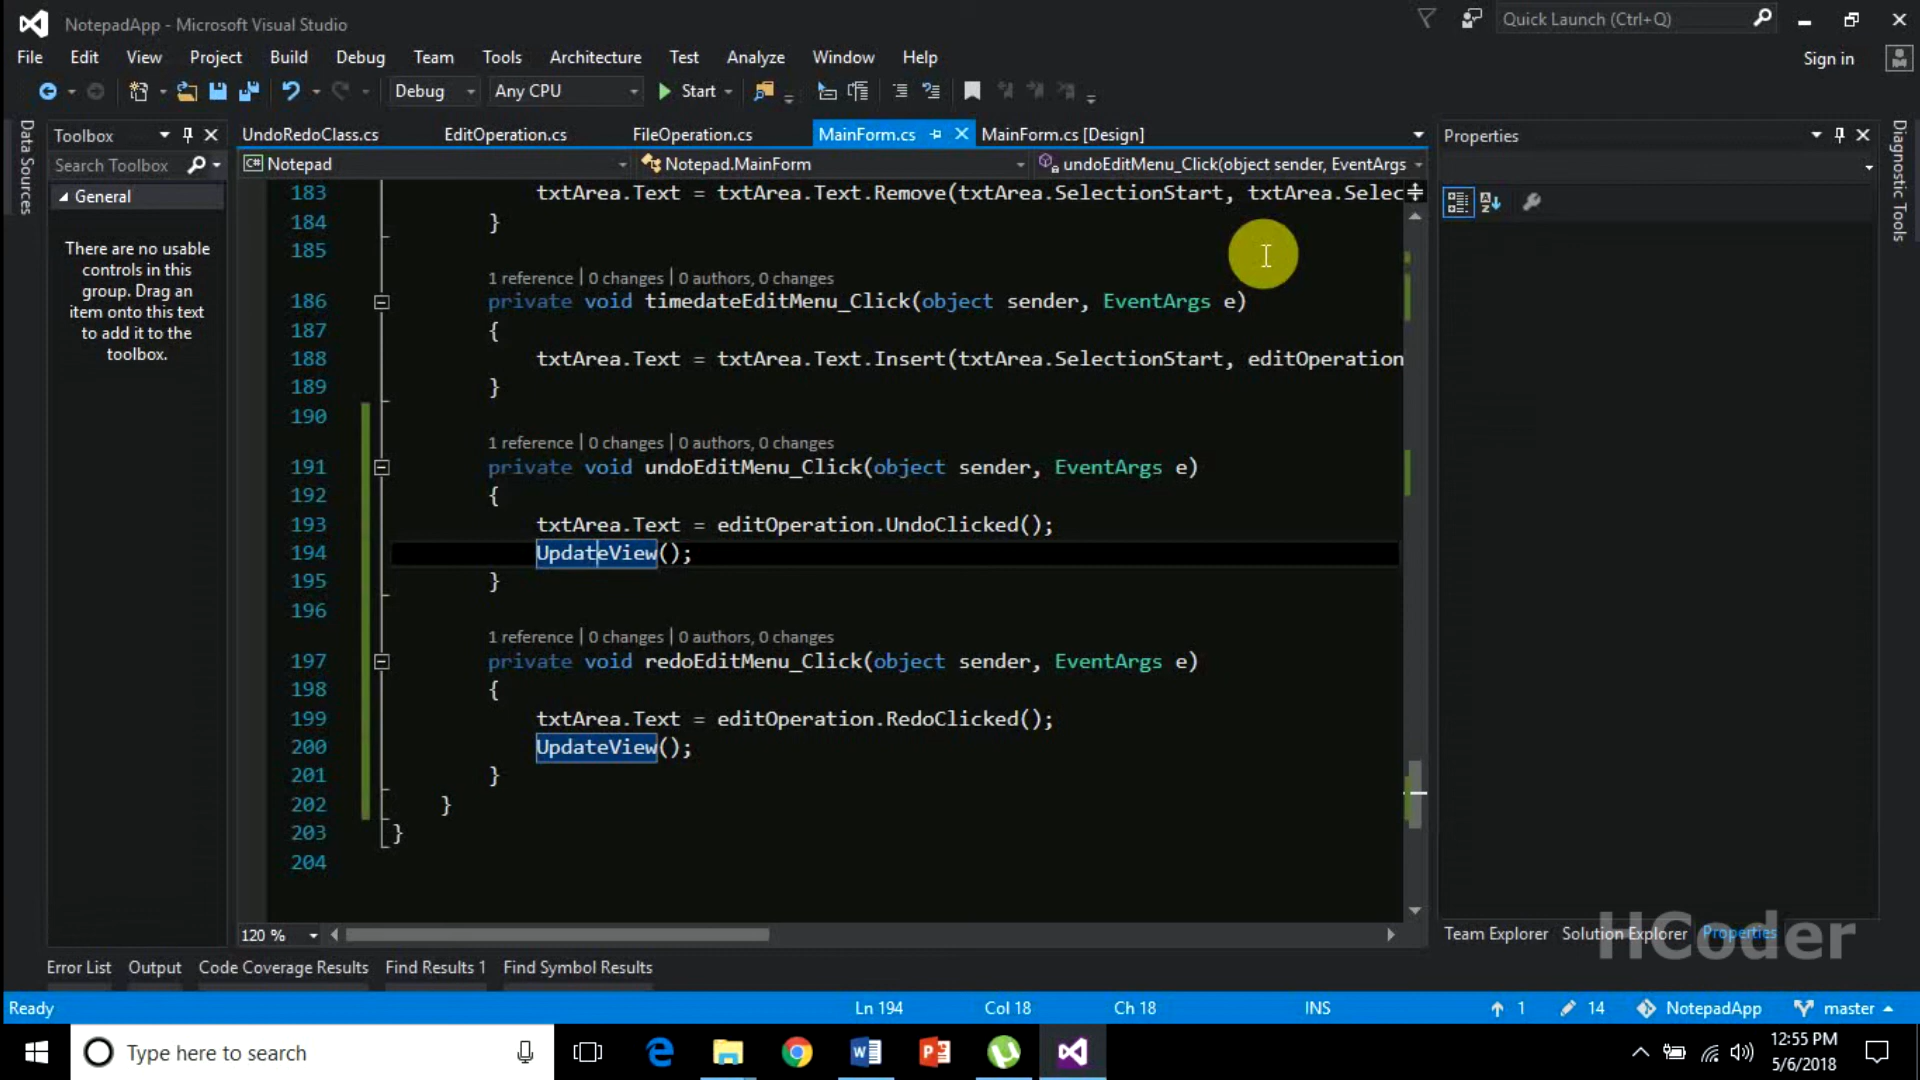 NotepadApp - Microsoft Visual Studio
Quick Launch (Ctrl+Q)
File Edit View Project Build Debug Team Tools Architecture Test Analyze Window Help
Sign in
Debug Any CPU Start
Data Sources
Toolbox
Search Toolbox
General
There are no usable
controls in this
group. Drag an
item onto this text
to add it to the
toolbox.
UndoRedoClass.cs EditOperation.cs FileOperation.cs MainForm.cs MainForm.cs [Design]
Notepad Notepad.MainForm undoEditMenu_Click(object sender, EventArgs
183 txtArea.Text = txtArea.Text.Remove(txtArea.SelectionStart, txtArea.Selec
184 }
185
1 reference | 0 changes | 0 authors, 0 changes
186 private void timedateEditMenu_Click(object sender, EventArgs e)
187 {
188 txtArea.Text = txtArea.Text.Insert(txtArea.SelectionStart, editOperation
189 }
190
1 reference | 0 changes | 0 authors, 0 changes
191 private void undoEditMenu_Click(object sender, EventArgs e)
192 {
193 txtArea.Text = editOperation.UndoClicked();
194 UpdateView();
195 }
196
1 reference | 0 changes | 0 authors, 0 changes
197 private void redoEditMenu_Click(object sender, EventArgs e)
198 {
199 txtArea.Text = editOperation.RedoClicked();
200 UpdateView();
201 }
202 }
203 }
204
120 %
Properties
Diagnostic Tools
Team Explorer Solution Explorer Properties
HCoder
Error List Output Code Coverage Results Find Results 1 Find Symbol Results
Ready Ln 194 Col 18 Ch 18 INS 1 14 NotepadApp master
Type here to search
12:55 PM
5/6/2018